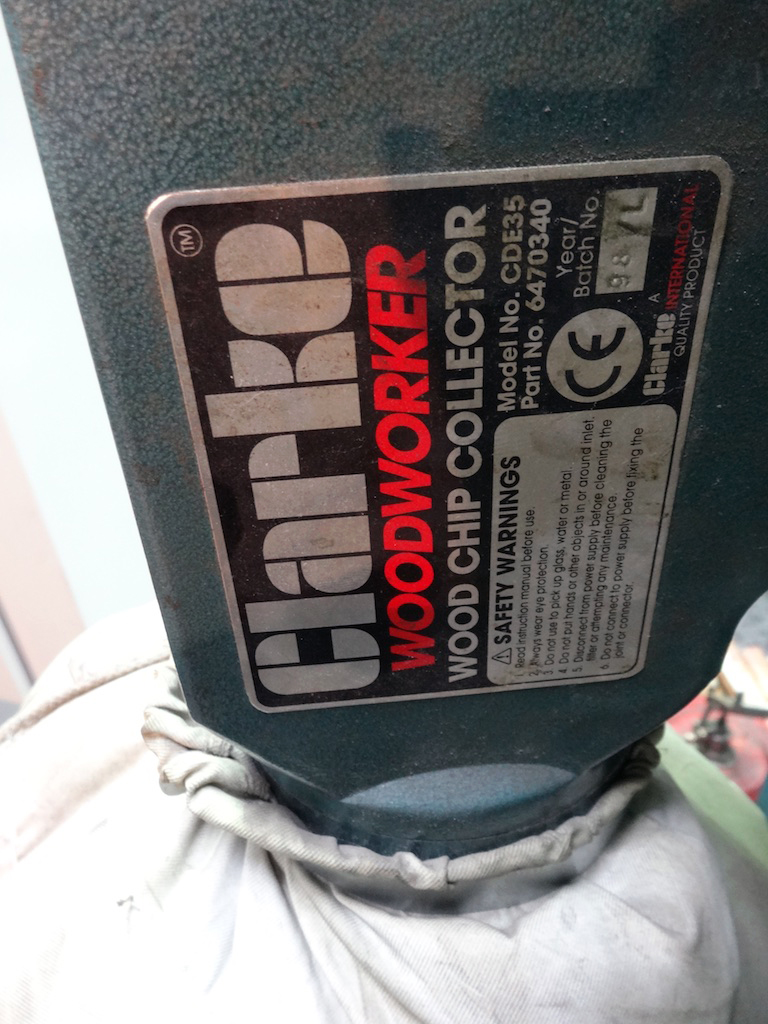 TM
Clarke
WOODWORKER
WOOD CHIP COLLECTOR
⚠ SAFETY WARNINGS
1. Read instruction manual before use.
2. Always wear eye protection.
3. Do not use to pick up glass, water or metal.
4. Do not put hands or other objects in or around inlet.
5. Disconnect from power supply before cleaning the
filter or attempting any maintenance.
6. Do not connect to power supply before fixing the
joint or connector.
Model No. CDE35
Part No. 6470340
CE
Year/
Batch No.
98 / L
A
Clarke INTERNATIONAL
QUALITY PRODUCT